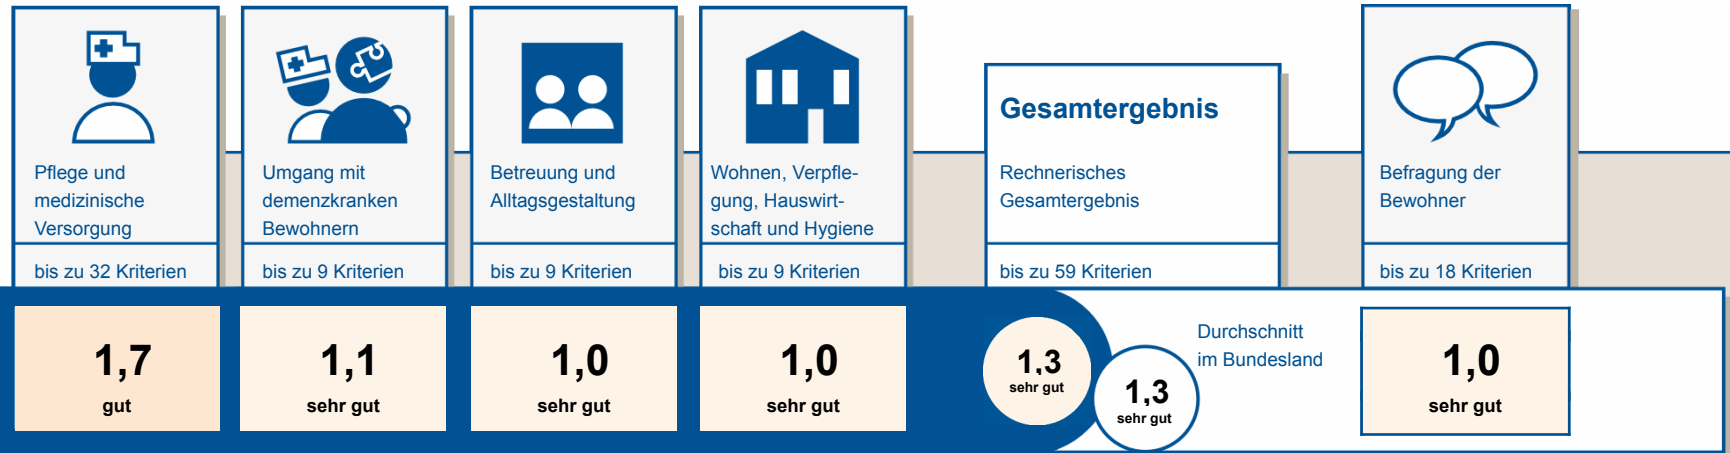 Pflege und
medizinische
Versorgung
bis zu 32 Kriterien
1,7
gut
Umgang mit
demenzkranken
Bewohnern
bis zu 9 Kriterien
1,1
sehr gut
Betreuung und
Alltagsgestaltung
bis zu 9 Kriterien
1,0
sehr gut
Wohnen, Verpfle-
gung, Hauswirt-
schaft und Hygiene
bis zu 9 Kriterien
1,0
sehr gut
Gesamtergebnis
Rechnerisches
Gesamtergebnis
bis zu 59 Kriterien
1,3
sehr gut
Durchschnitt
im Bundesland
1,3
sehr gut
Befragung der
Bewohner
bis zu 18 Kriterien
1,0
sehr gut